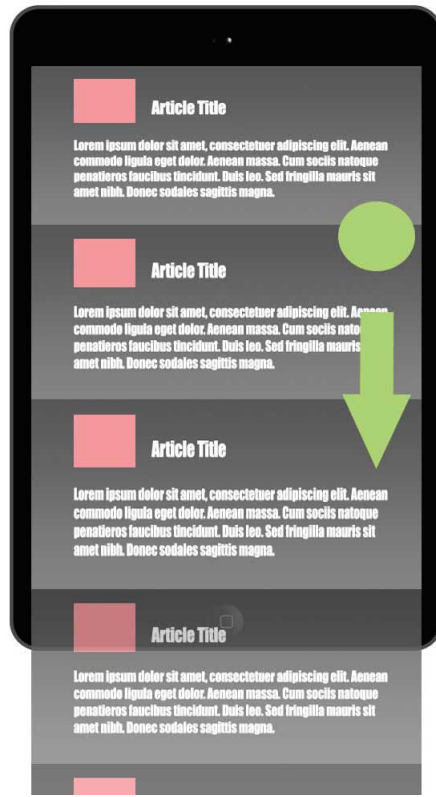 Article Title
Lorem ipsum dolor sit amet, consectetuer adipiscing elit. Aenean
commodo ligula eget dolor. Aenean massa. Cum sociis natoque
penatieros faucibus tincidunt. Duis leo. Sed fringilla mauris sit
amet nibh. Donec sodales sagittis magna.
Article Title
Lorem ipsum dolor sit amet, consectetuer adipiscing elit. Aenean
commodo ligula eget dolor. Aenean massa. Cum sociis nato
penatieros faucibus tincidunt. Duis leo. Sed fringilla mauris
amet nibh. Donec sodales sagittis magna.
Article Title
Lorem ipsum dolor sit amet, consectetuer adipiscing elit. Aenean
commodo ligula eget dolor. Aenean massa. Cum sociis natoque
penatieros faucibus tincidunt. Duis leo. Sed fringilla mauris sit
amet nibh. Donec sodales sagittis magna.
Article Title
Lorem ipsum dolor sit amet, consectetuer adipiscing elit. Aenean
commodo ligula eget dolor. Aenean massa. Cum sociis natoque
penatieros faucibus tincidunt. Duis leo. Sed fringilla mauris sit
amet nibh. Donec sodales sagittis magna.